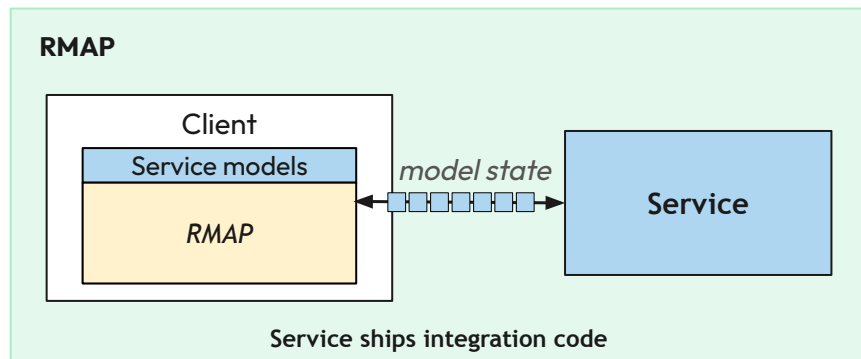 RMAP
Client
Service models
model state
RMAP
Service
Service ships integration code